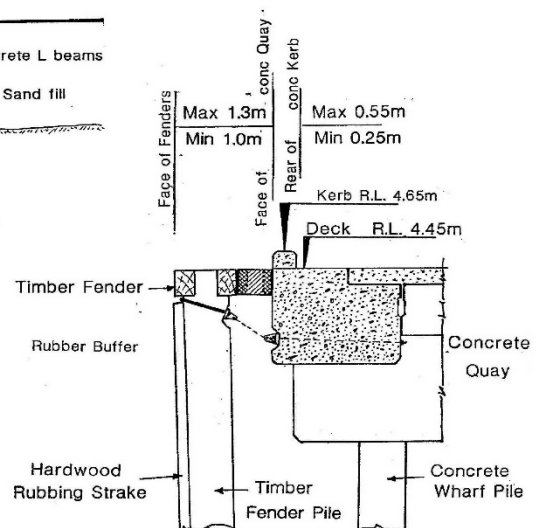 rete L beams
Sand fill
Face of Fenders
Max 1.3m
Min 1.0m
Face of conc Quay
Rear of conc Kerb
Max 0.55m
Min 0.25m
Kerb R.L. 4.65m
Deck R.L. 4.45m
Timber Fender
Rubber Buffer
Concrete
Quay
Hardwood
Rubbing Strake
Timber
Fender Pile
Concrete
Wharf Pile